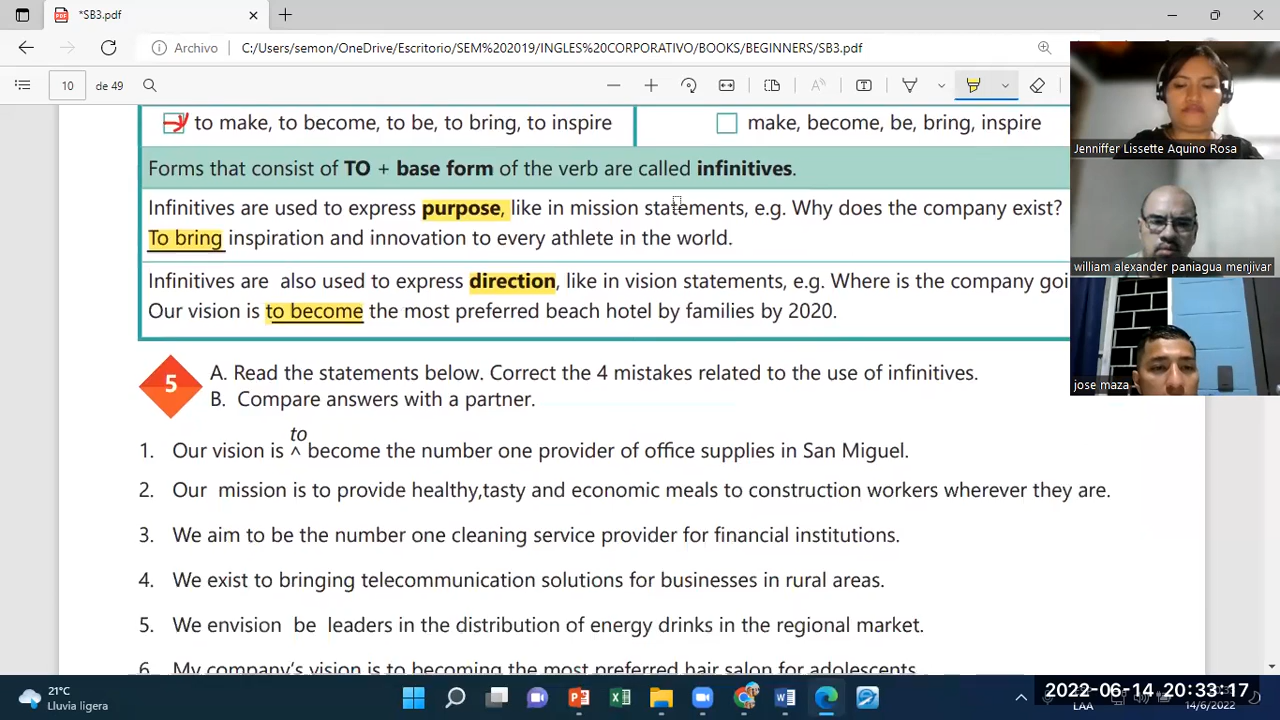 *SB3.pdf
Archivo
C:/Users/semon/OneDrive/Escritorio/SEM%202019/INGLES%20CORPORATIVO/BOOKS/BEGINNERS/SB3.pdf
10 de 49
to make, to become, to be, to bring, to inspire
make, become, be, bring, inspire
Forms that consist of TO + base form of the verb are called infinitives.
Infinitives are used to express purpose, like in mission statements, e.g. Why does the company exist?
To bring inspiration and innovation to every athlete in the world.
Infinitives are also used to express direction, like in vision statements, e.g. Where is the company goi
Our vision is to become the most preferred beach hotel by families by 2020.
5
A. Read the statements below. Correct the 4 mistakes related to the use of infinitives.
B. Compare answers with a partner.
to
1. Our vision is ^ become the number one provider of office supplies in San Miguel.
2. Our mission is to provide healthy,tasty and economic meals to construction workers wherever they are.
3. We aim to be the number one cleaning service provider for financial institutions.
4. We exist to bringing telecommunication solutions for businesses in rural areas.
5. We envision be leaders in the distribution of energy drinks in the regional market.
6. My company's vision is to becoming the most preferred hair salon for adolescents.
Jenniffer Lissette Aquino Rosa
william alexander paniagua menjivar
jose maza
21°C
Lluvia ligera
LAA
2022-06-14 20:33:17
14/6/2022